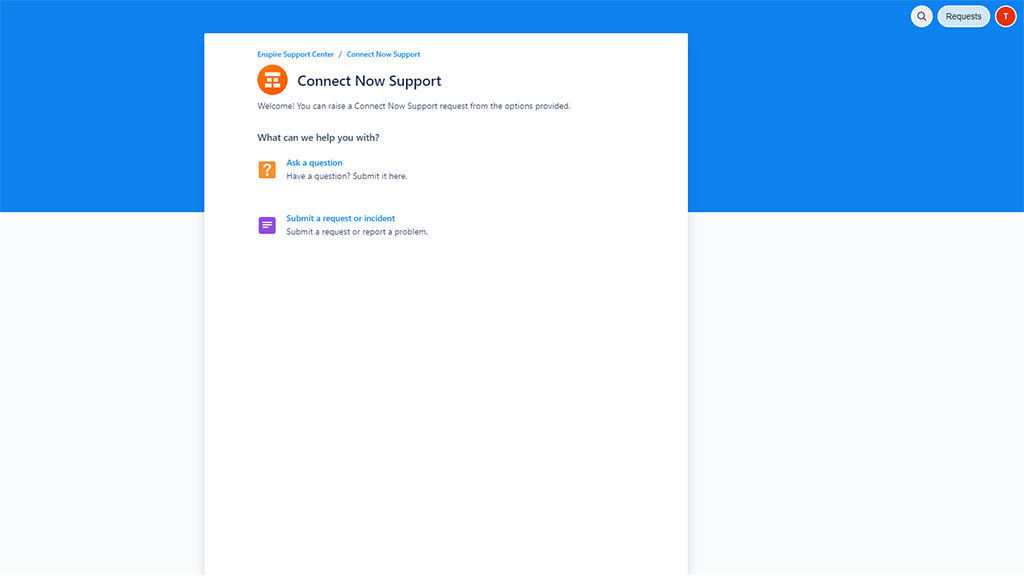 Requests
T
Enspire Support Center / Connect Now Support
Connect Now Support
Welcome! You can raise a Connect Now Support request from the options provided.
What can we help you with?
?
Ask a question
Have a question? Submit it here.
Submit a request or incident
Submit a request or report a problem.